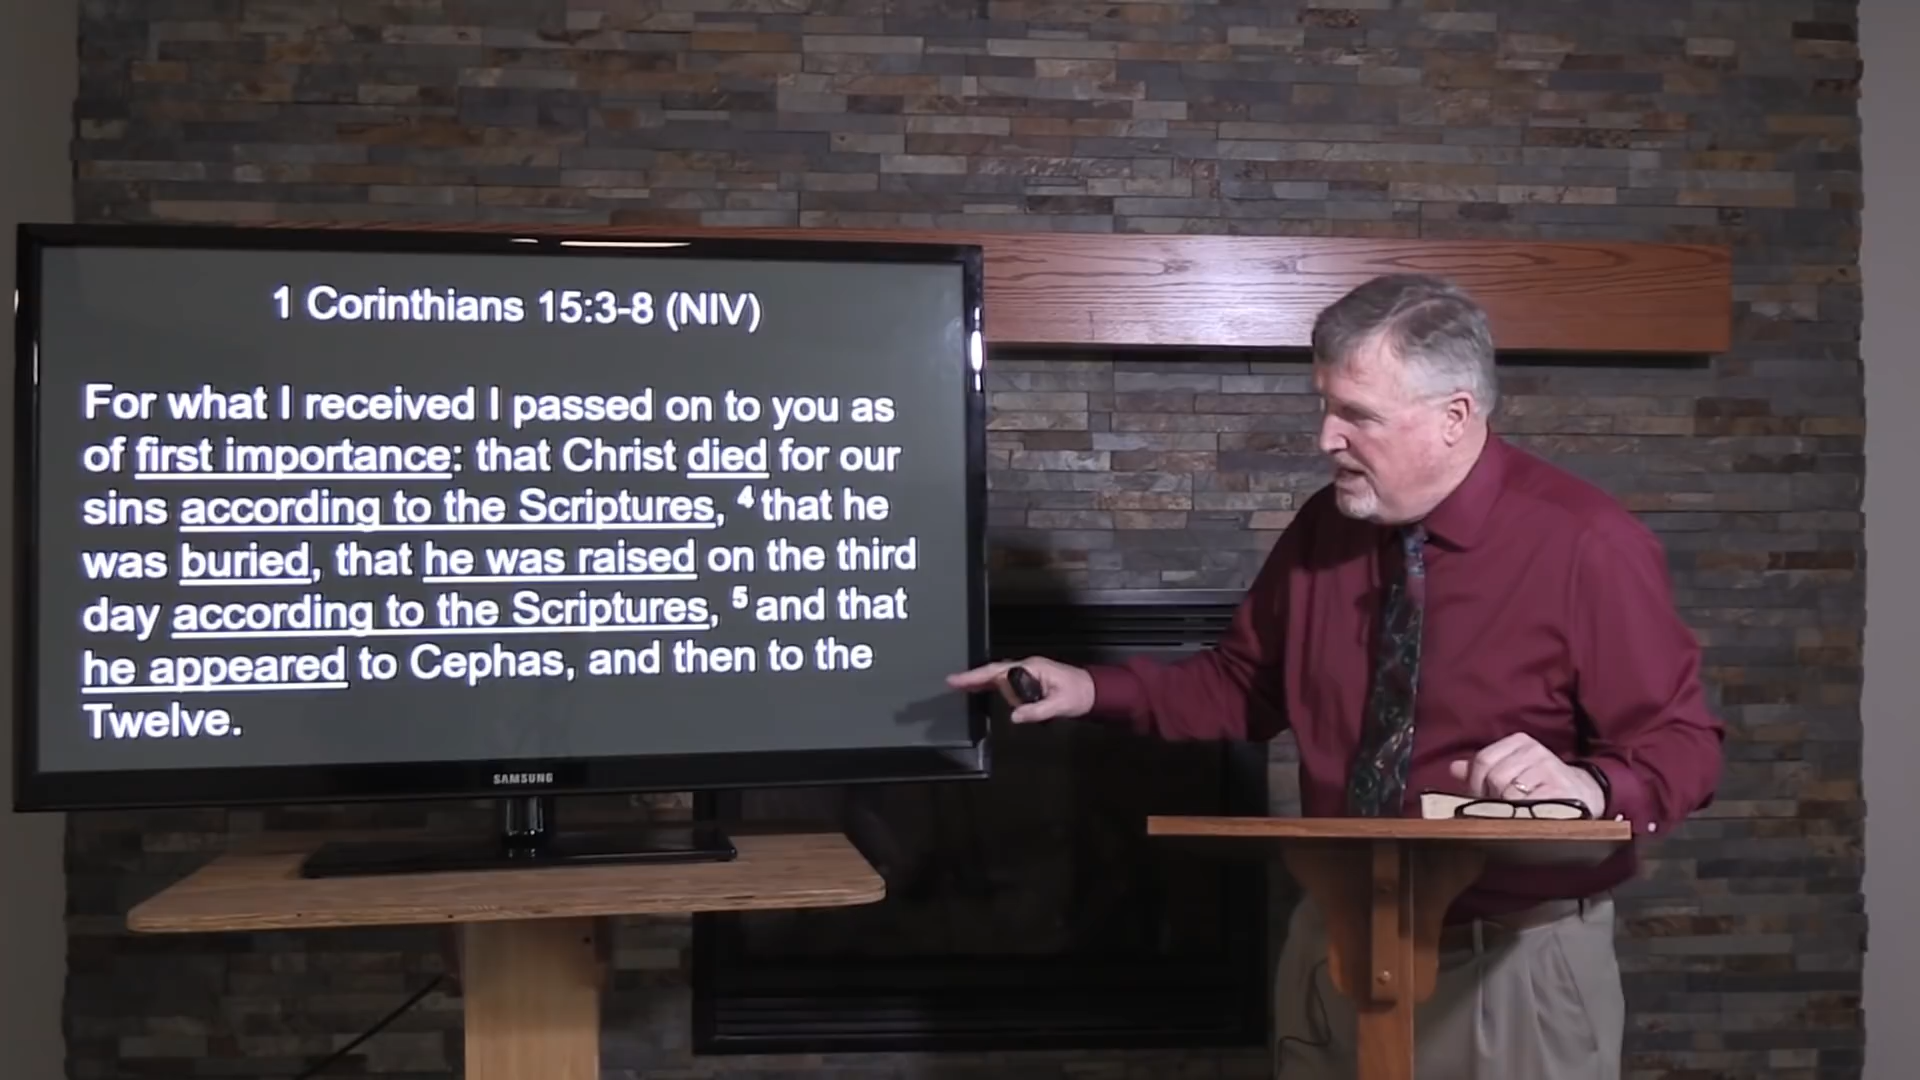 1 Corinthians 15:3-8 (NIV)
For what I received I passed on to you as
of first importance: that Christ died for our
sins according to the Scriptures, ⁴ that he
was buried, that he was raised on the third
day according to the Scriptures, ⁵ and that
he appeared to Cephas, and then to the
Twelve.
SAMSUNG